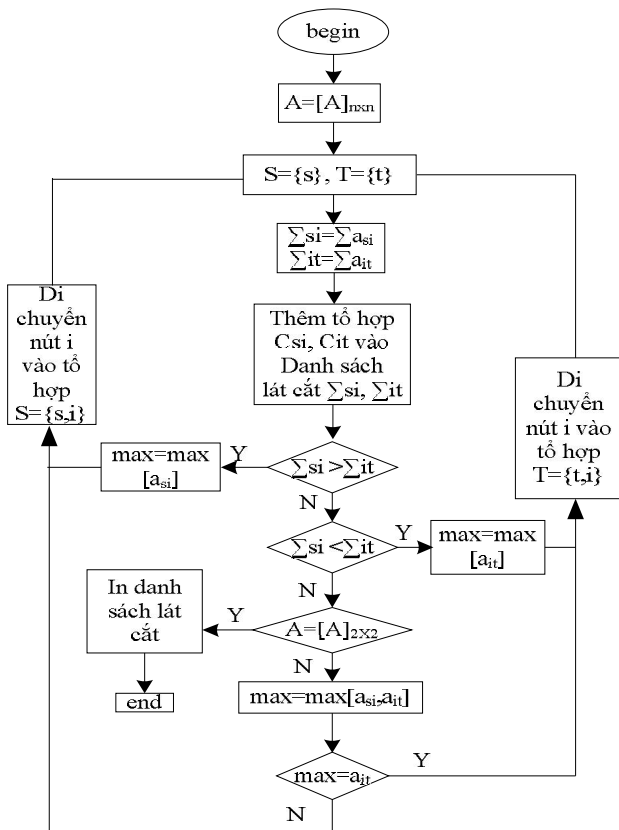 begin
A=[A]nxn
S={s}, T={t}
∑si=∑asi
∑it=∑ait
Thêm tổ hợp
Csi, Cit vào
Danh sách
lát cắt ∑si, ∑it
Di
chuyển
nút i
vào tổ
hợp
S={s,i}
Di
chuyển
nút i vào
tổ hợp
T={t,i}
max=max
[asi]
Y
∑si>∑it
N
∑si<∑it
Y
max=max
[ait]
N
In danh
sách lát
cắt
Y
A=[A]2X2
N
end
max=max[asi,ait]
max=ait
Y
N